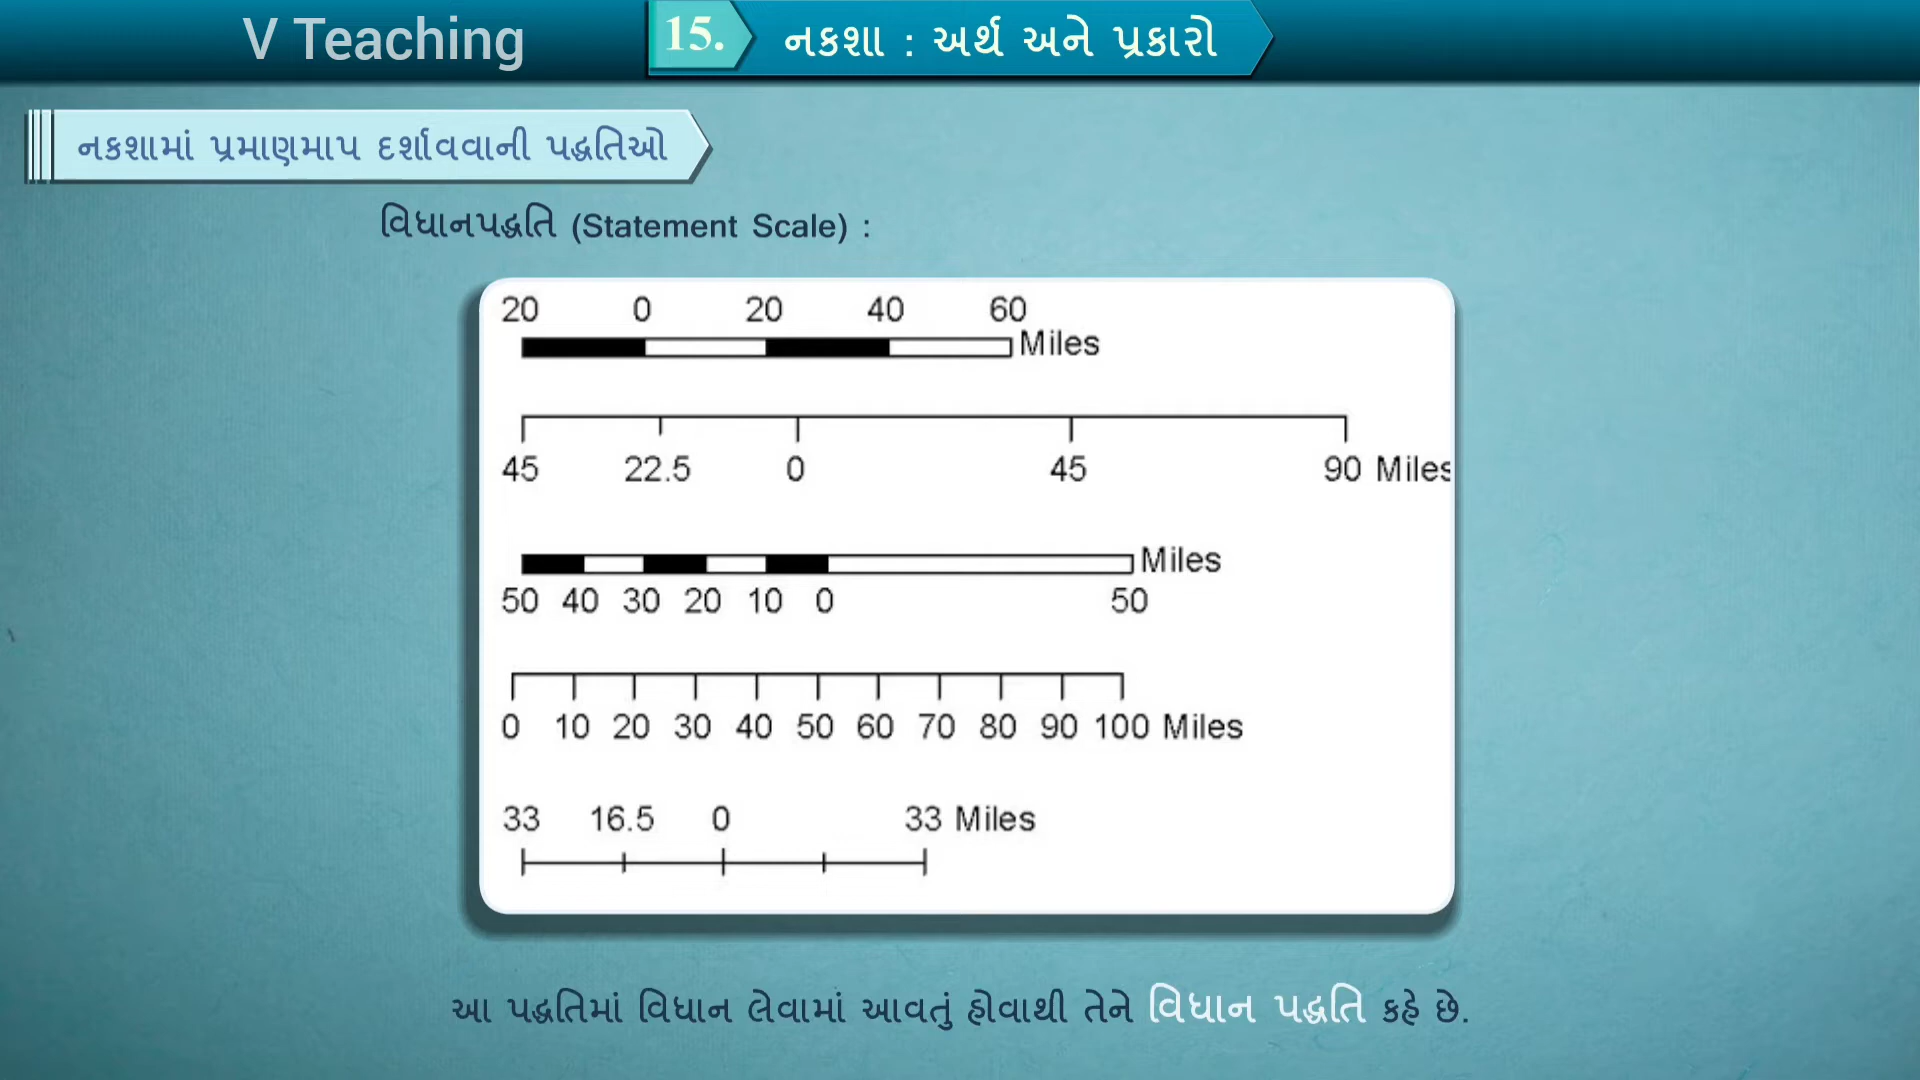 V Teaching
15. નકશા : અર્થ અને પ્રકારો
નકશામાં પ્રમાણમાપ દર્શાવવાની પદ્ધતિઓ
વિધાનપદ્ધતિ (Statement Scale) :
20 0 20 40 60
Miles
45 22.5 0 45 90 Miles
Miles
50 40 30 20 10 0 50
0 10 20 30 40 50 60 70 80 90 100 Miles
33 16.5 0 33 Miles
આ પદ્ધતિમાં વિધાન લેવામાં આવતું હોવાથી તેને વિધાન પદ્ધતિ કહે છે.